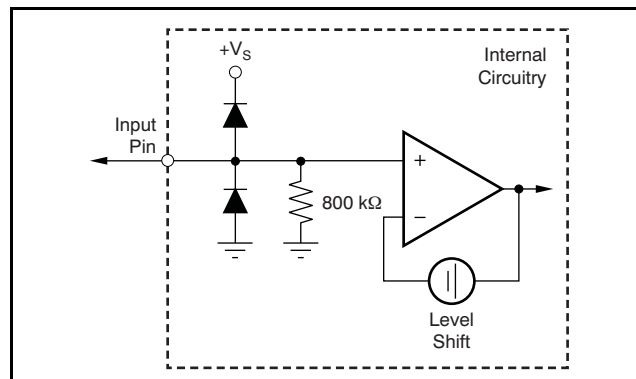 +VS
Internal
Circuitry
Input
Pin
+
800 kΩ
−
Level
Shift